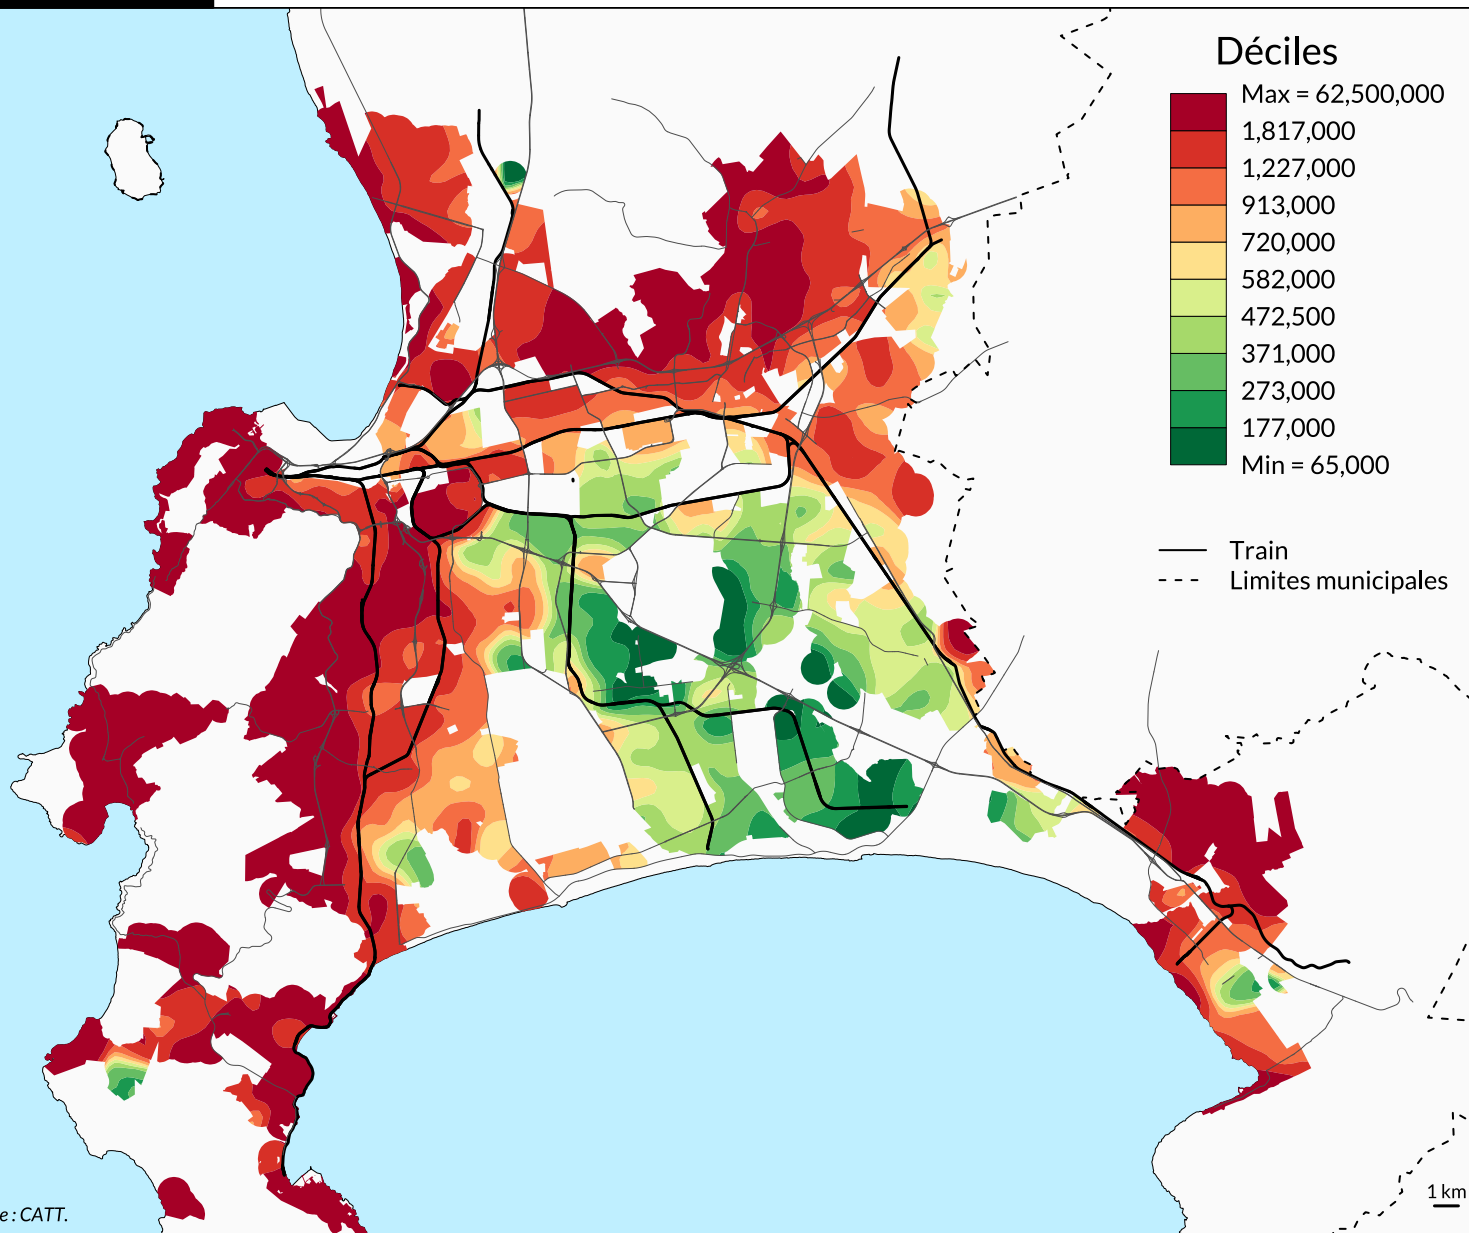 Déciles
Max = 62,500,000
1,817,000
1,227,000
913,000
720,000
582,000
472,500
371,000
273,000
177,000
Min = 65,000
Train
Limites municipales
1 km
e : CATT.